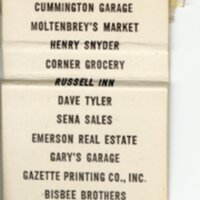 CUMMINGTON GARAGE
MOLTENBREY'S MARKET
HENRY SNYDER
CORNER GROCERY
RUSSELL INN
DAVE TYLER
SENA SALES
EMERSON REAL ESTATE
GARY'S GARAGE
GAZETTE PRINTING CO., INC.
BISBEE BROTHERS